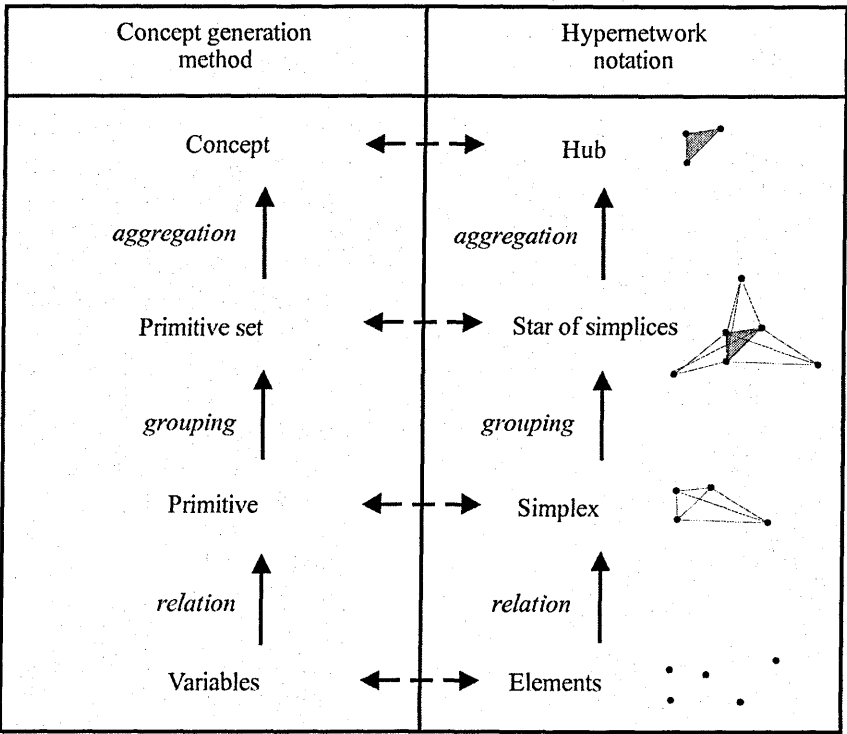 Concept generation
method
Hypernetwork
notation
Concept
Hub
aggregation
aggregation
Primitive set
Star of simplices
grouping
grouping
Primitive
Simplex
relation
relation
Variables
Elements